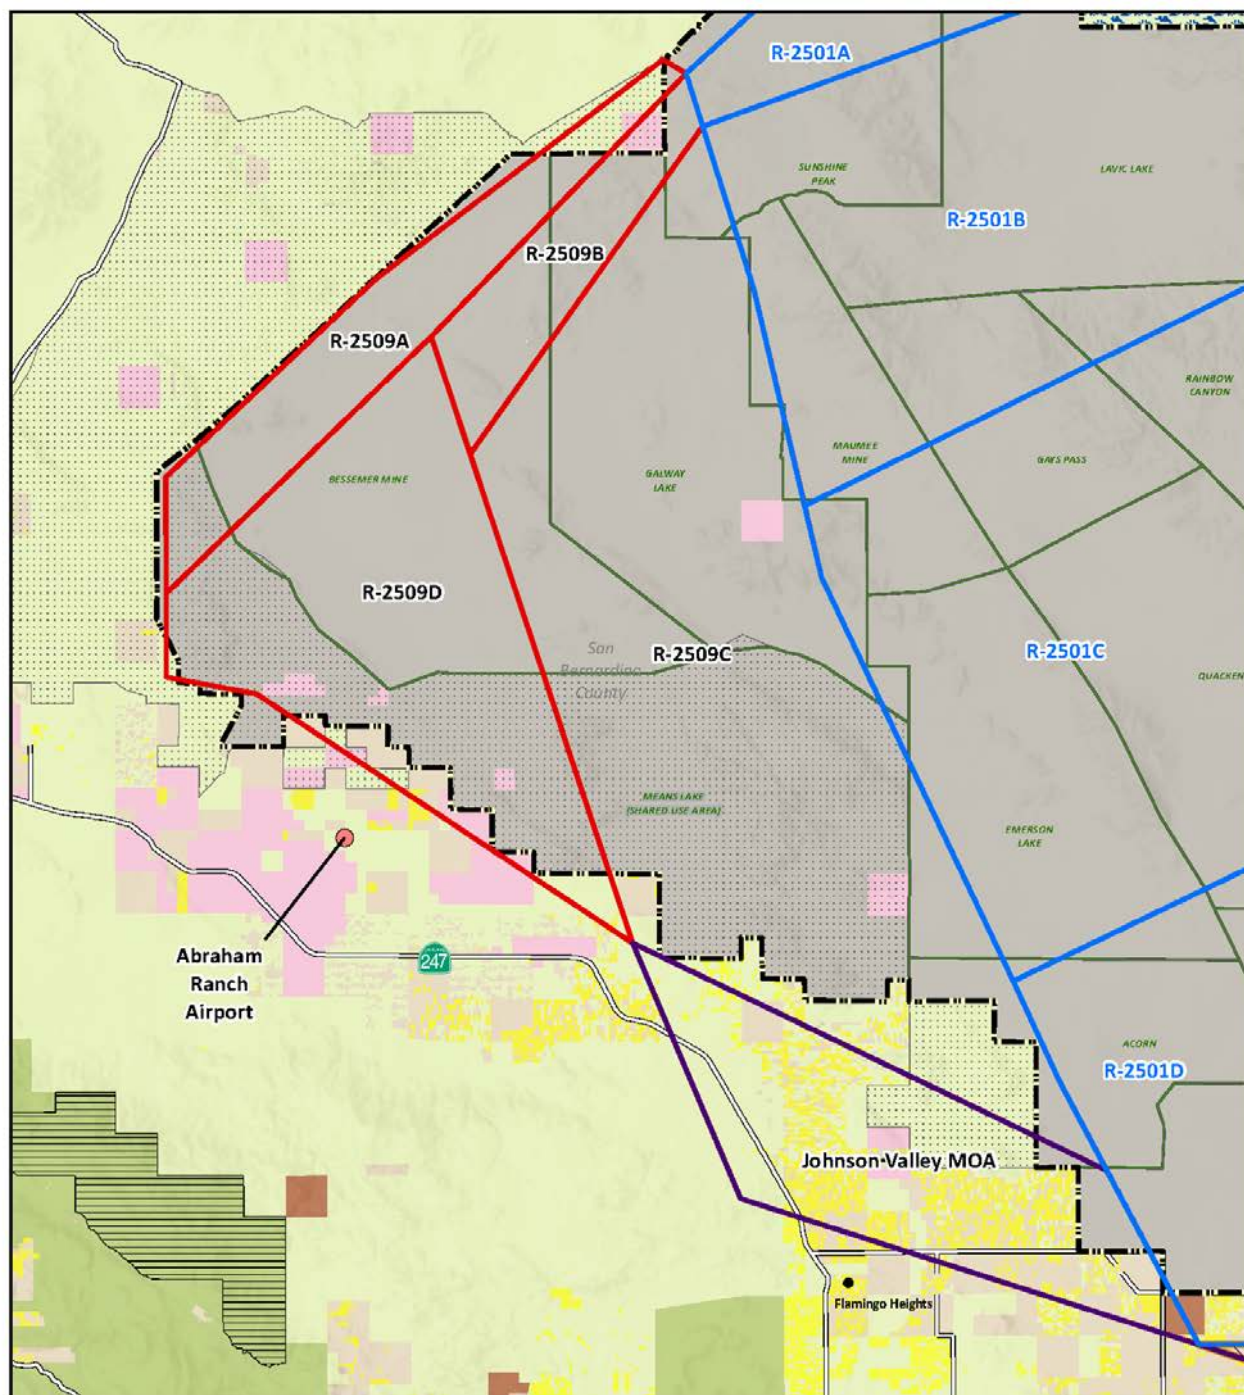 R-2501A
SUNSHINE
PEAK
LAVIC LAKE
R-2501B
R-2509B
R-2509A
RAINBOW
CANYON
MAUMEE
MINE
GAYS PASS
BESSEMER MINE
GALWAY
LAKE
R-2509D
San
Bernardino
County
R-2509C
R-2501C
QUACKEN
MEANS LAKE
(SHARED USE AREA)
EMERSON
LAKE
Abraham
Ranch
Airport
247
ACORN
R-2501D
Johnson Valley MOA
Flamingo Heights